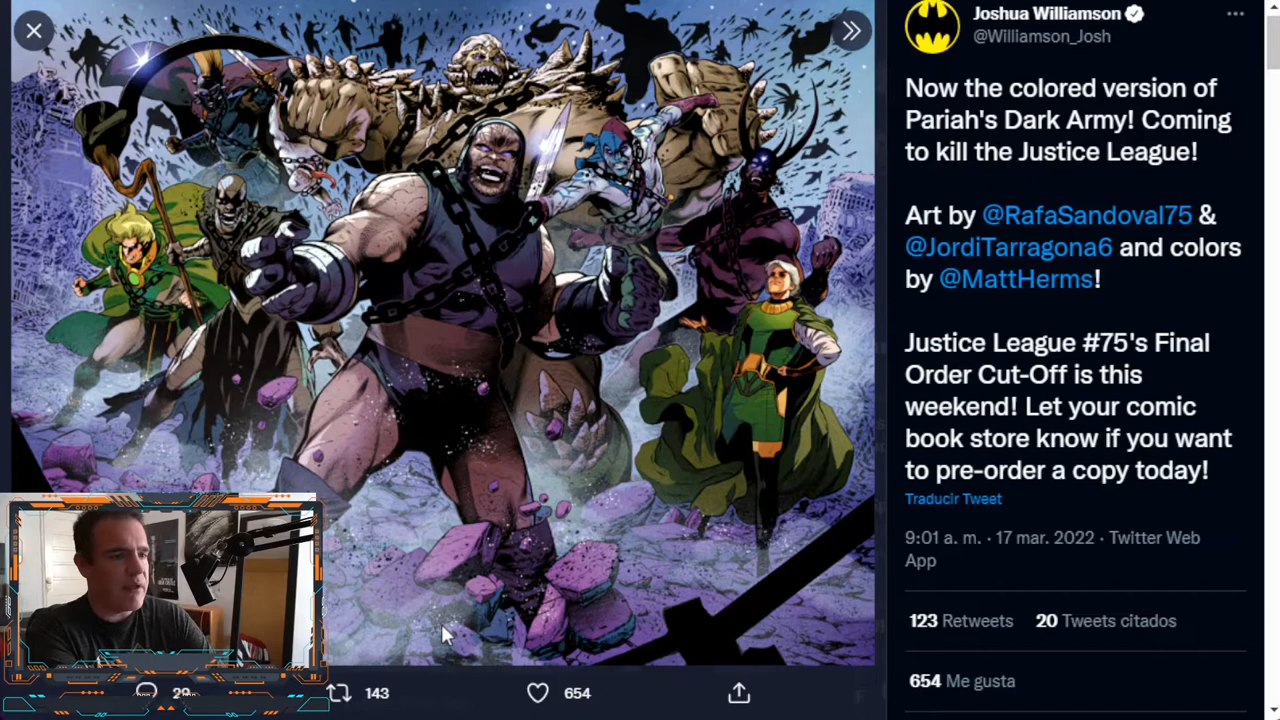 Joshua Williamson
@Williamson_Josh
Now the colored version of
Pariah's Dark Army! Coming
to kill the Justice League!
Art by @RafaSandoval75 &
@JordiTarragona6 and colors
by @MattHerms!
Justice League #75's Final
Order Cut-Off is this
weekend! Let your comic
book store know if you want
to pre-order a copy today!
Traducir Tweet
9:01 a. m. · 17 mar. 2022 · Twitter Web
App
123 Retweets 20 Tweets citados
654 Me gusta
143 654